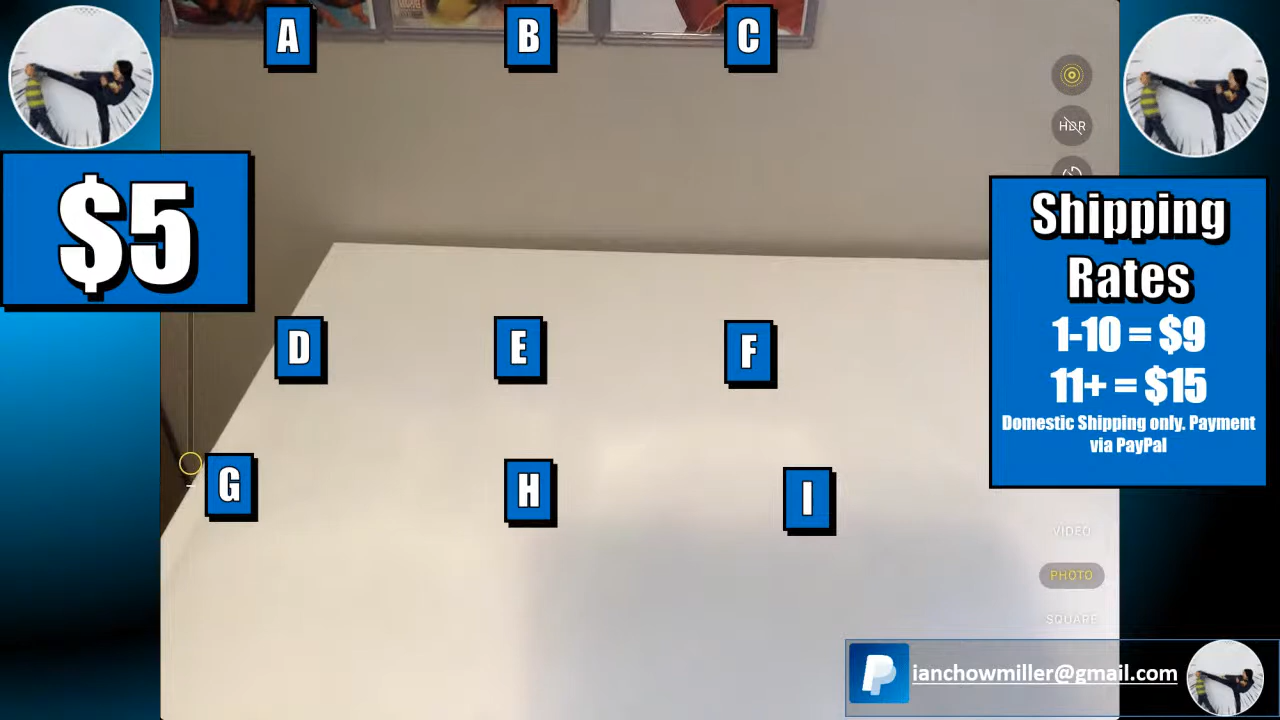 A
B
C
HDR
$5
Shipping
Rates
1-10 = $9
11+ = $15
Domestic Shipping only. Payment
via PayPal
D
E
F
G
H
I
VIDEO
PHOTO
SQUARE
ianchowmiller@gmail.com